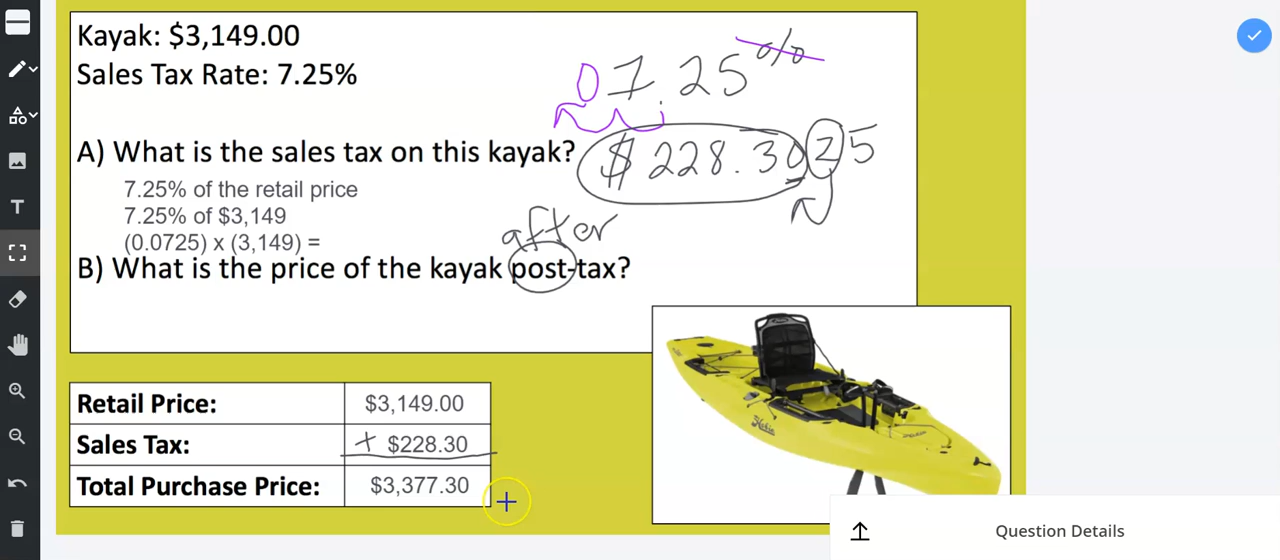 Kayak: $3,149.00
Sales Tax Rate: 7.25%
07.25%
A) What is the sales tax on this kayak?
$228.3025
7.25% of the retail price
7.25% of $3,149
(0.0725) x (3,149) =
after
B) What is the price of the kayak post-tax?
Retail Price: $3,149.00
Sales Tax: + $228.30
Total Purchase Price: $3,377.30
Hobie
T
Question Details